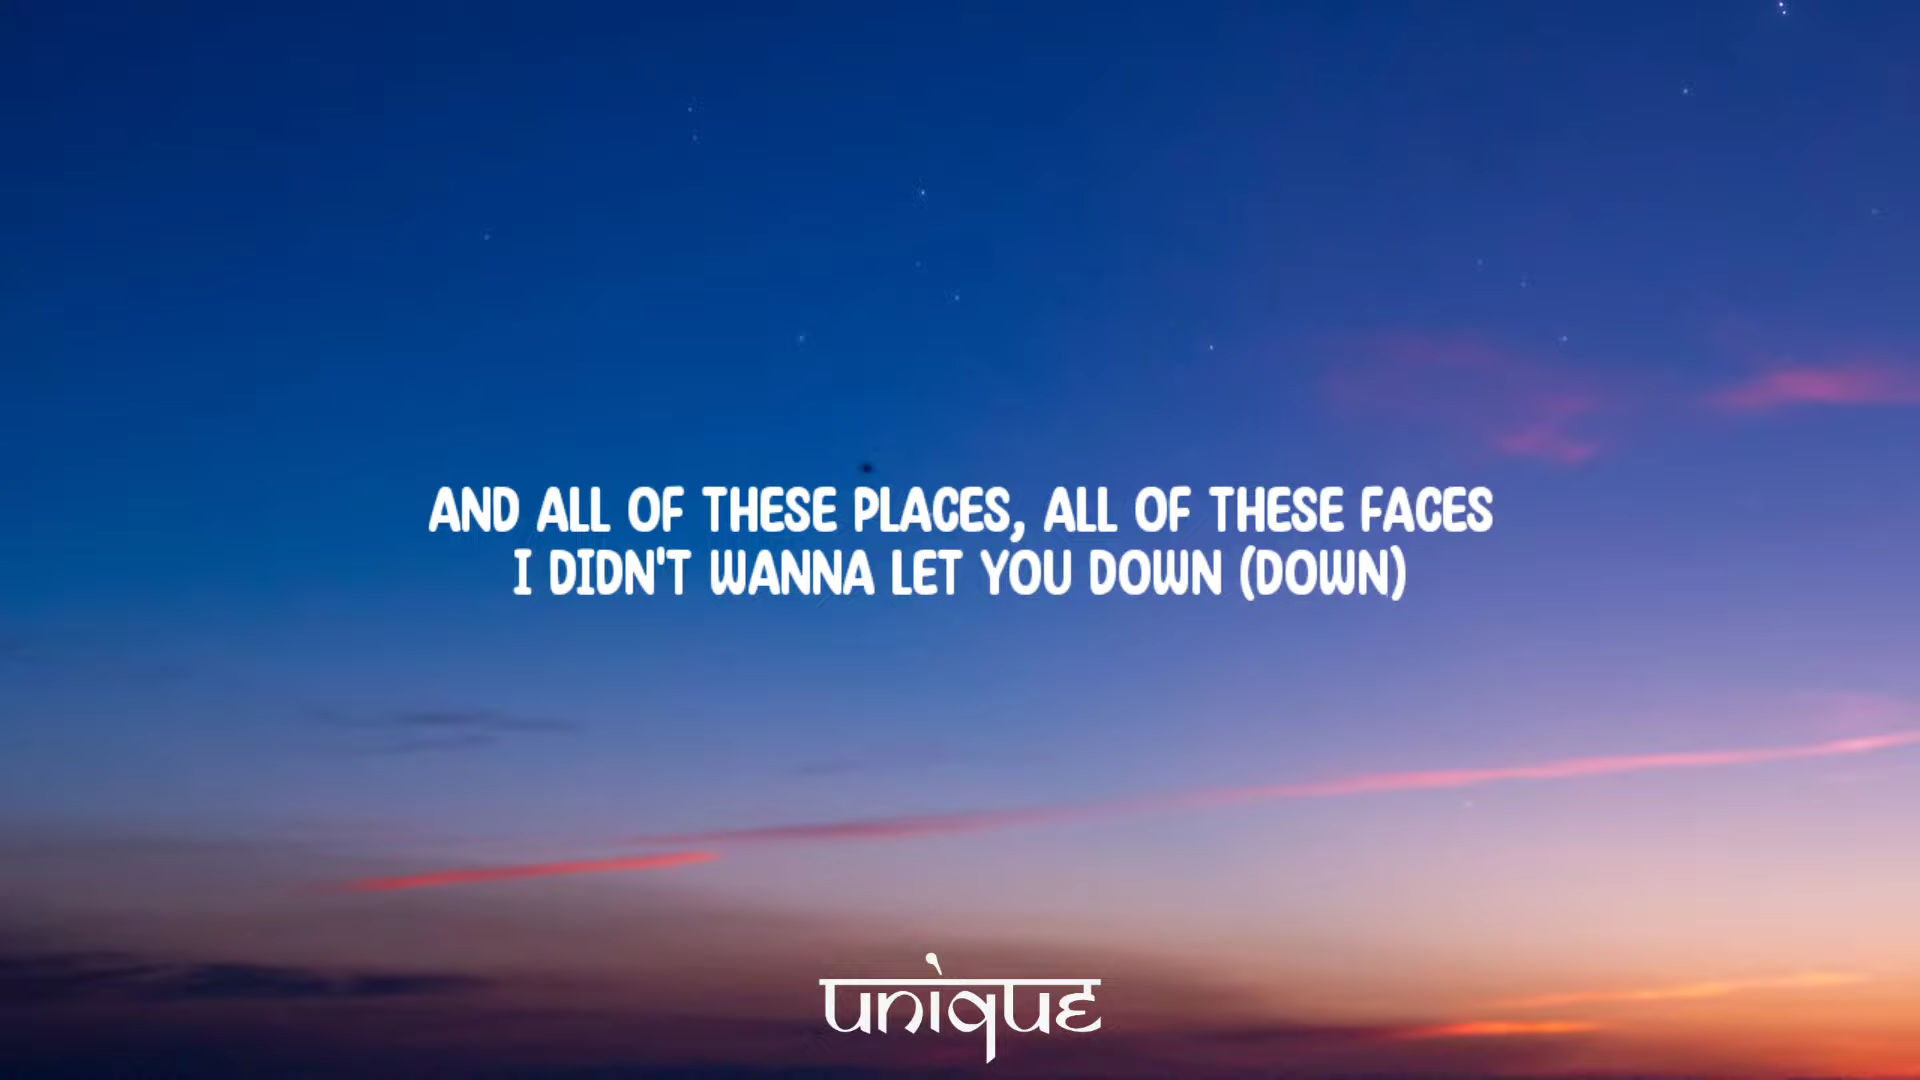 AND ALL OF THESE PLACES, ALL OF THESE FACES
I DIDN'T WANNA LET YOU DOWN (DOWN)
unique